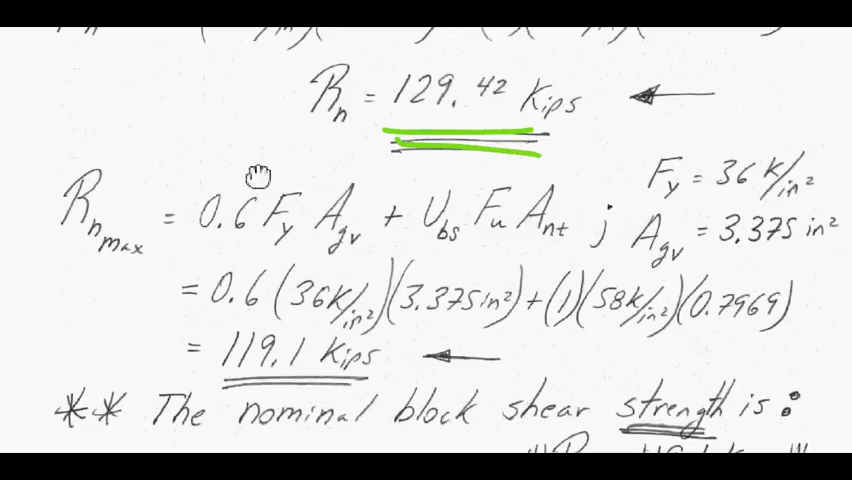 Rn = 129.42 Kips
Rn max = 0.6 Fy Agv + Ubs Fu Ant ; Fy = 36 K/in²
Agv = 3.375 in²
= 0.6 (36K/in²)(3.375in²)+(1)(58K/in²)(0.7969)
= 119.1 Kips
** The nominal block shear strength is: